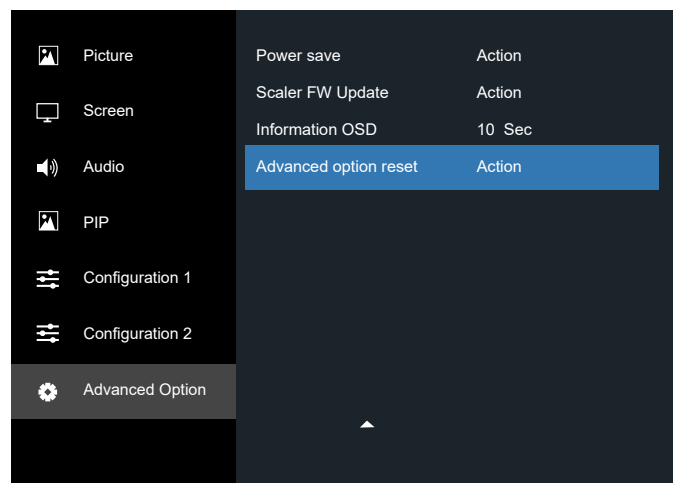 Picture
Screen
Audio
PIP
Configuration 1
Configuration 2
Advanced Option
Power save Action
Scaler FW Update Action
Information OSD 10 Sec
Advanced option reset Action